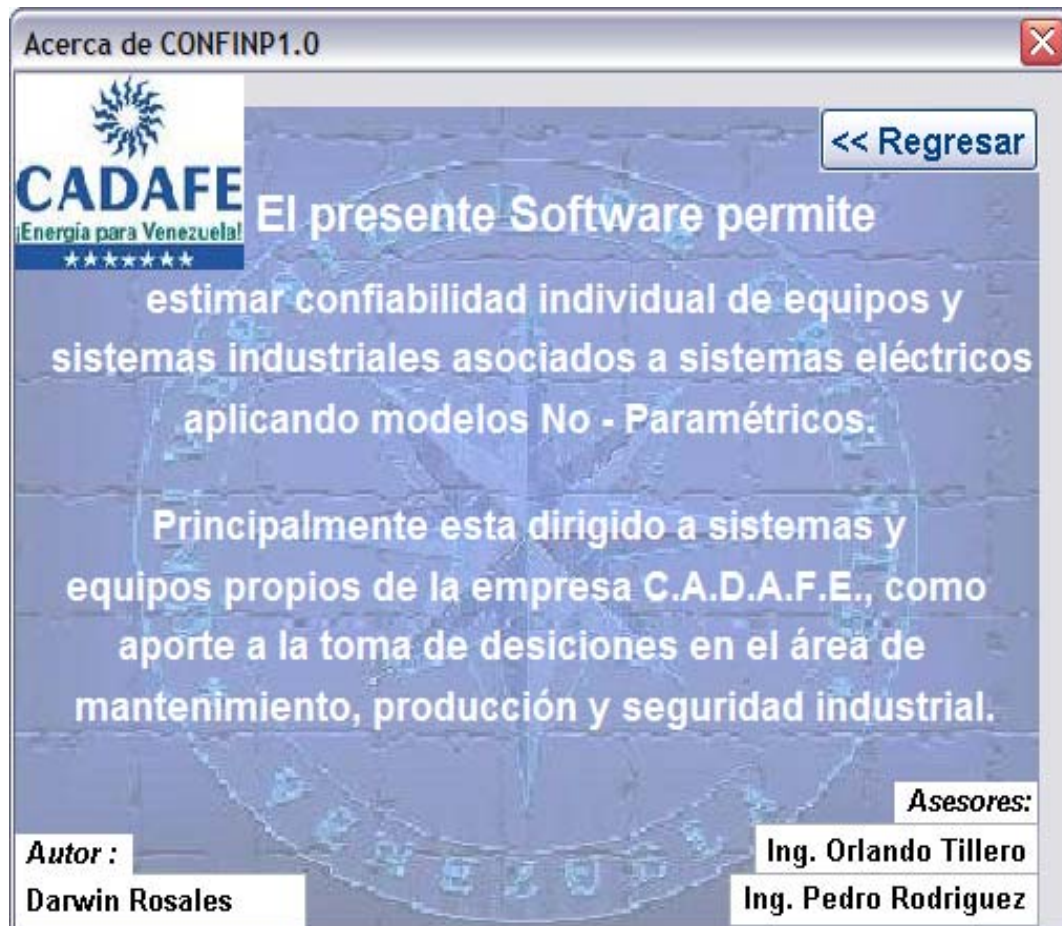 Acerca de CONFINP1.0
CADAFE
¡Energía para Venezuela!
<< Regresar
El presente Software permite
estimar confiabilidad individual de equipos y
sistemas industriales asociados a sistemas eléctricos
aplicando modelos No - Paramétricos.
Principalmente esta dirigido a sistemas y
equipos propios de la empresa C.A.D.A.F.E., como
aporte a la toma de desiciones en el área de
mantenimiento, producción y seguridad industrial.
Autor :
Darwin Rosales
Asesores:
Ing. Orlando Tillero
Ing. Pedro Rodriguez